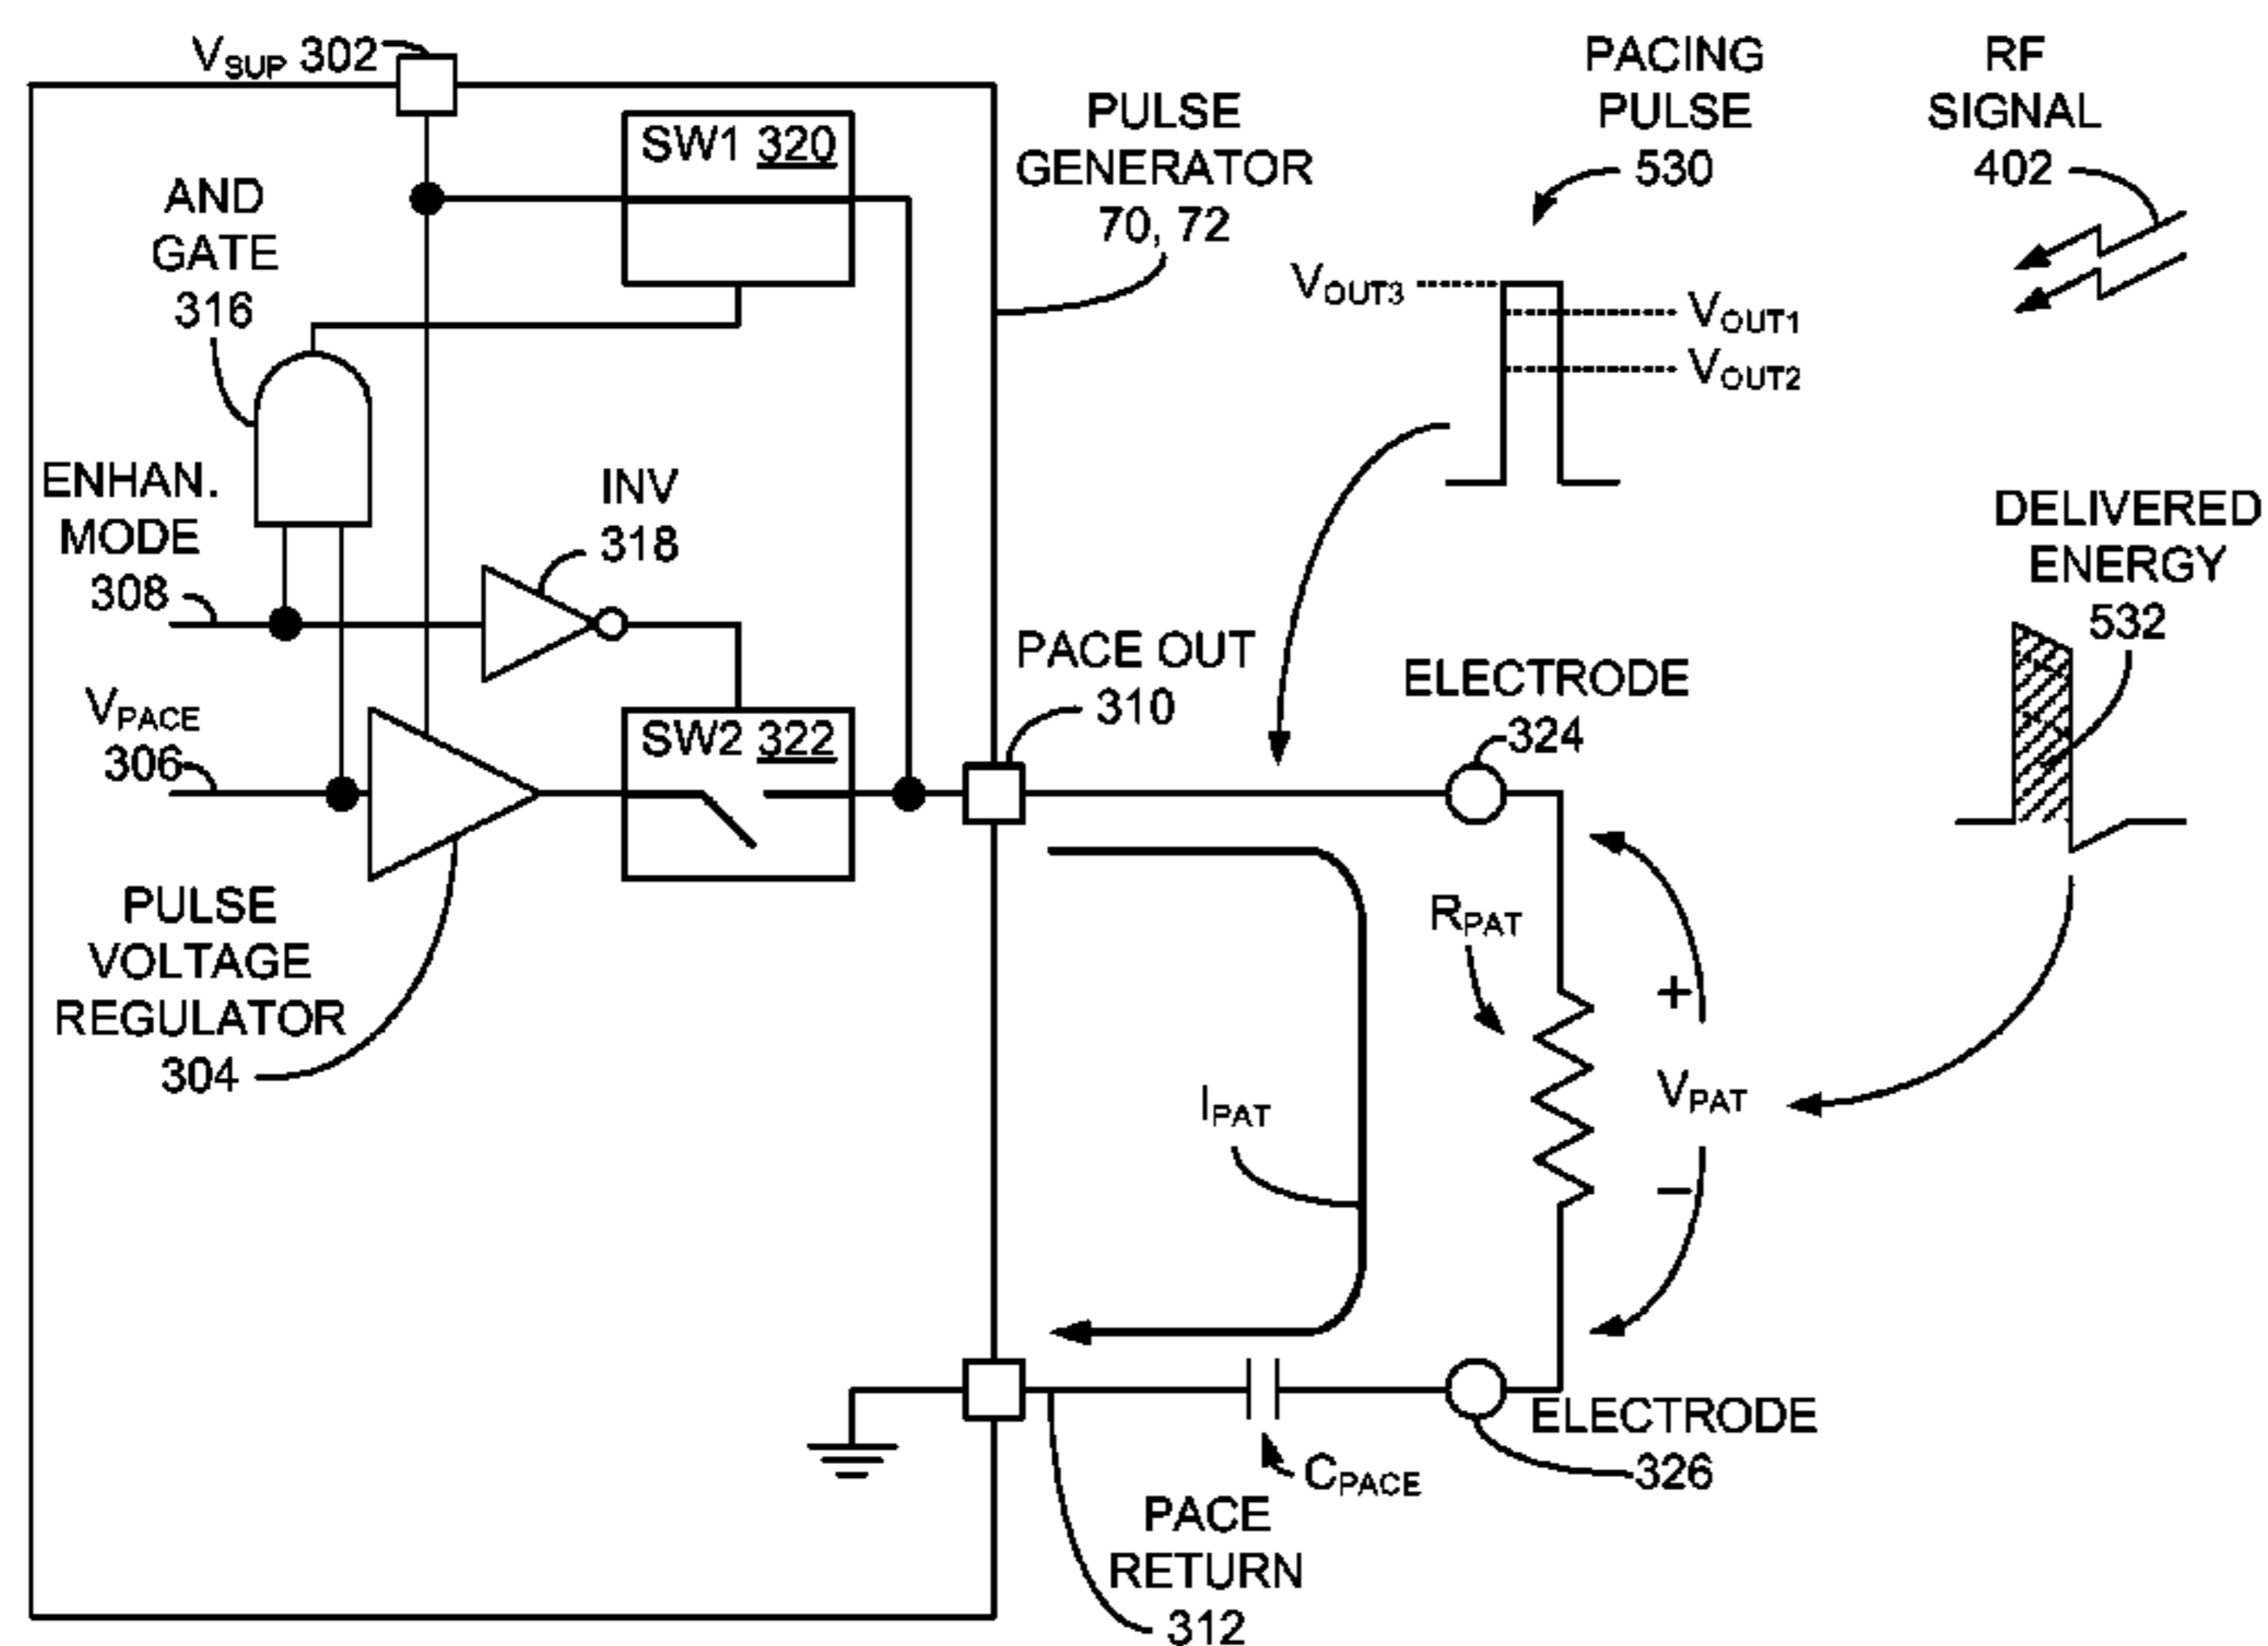 VSUP 302
SW1 320
AND
GATE
316
ENHAN.
MODE
308
INV
318
VPACE
306
SW2 322
PULSE
VOLTAGE
REGULATOR
304
PULSE
GENERATOR
70, 72
PACING
PULSE
530
RF
SIGNAL
402
VOUT3
VOUT1
VOUT2
DELIVERED
ENERGY
532
PACE OUT
310
ELECTRODE
324
RPAT
+
VPAT
−
IPAT
CPACE
ELECTRODE
326
PACE
RETURN
312